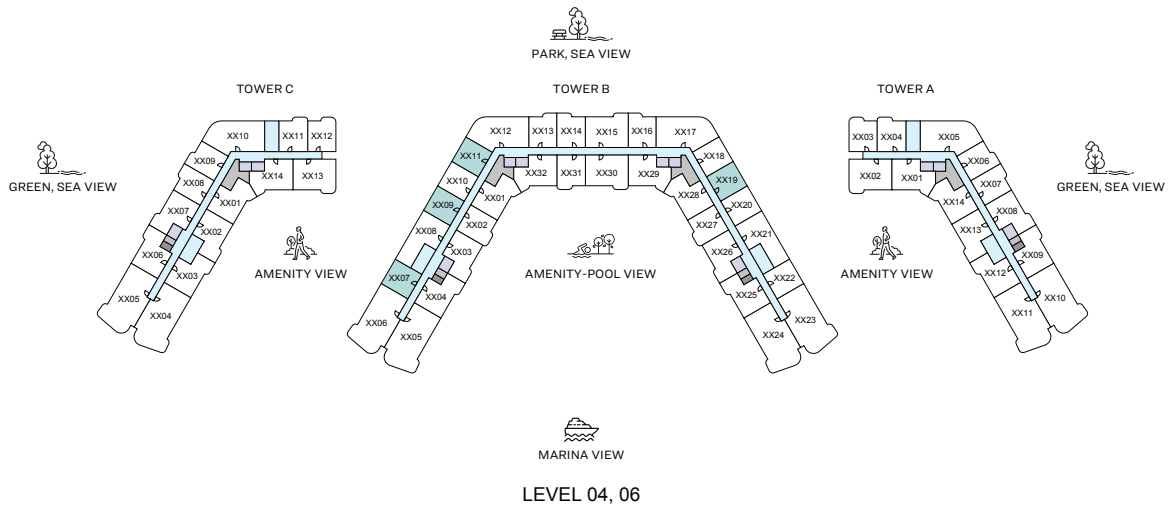 PARK, SEA VIEW
TOWER C
TOWER B
TOWER A
GREEN, SEA VIEW
XX10
XX11
XX12
XX09
XX08
XX07
XX06
XX05
XX04
XX03
XX02
XX01
XX14
XX13
AMENITY VIEW
XX12
XX13
XX14
XX15
XX16
XX17
XX11
XX10
XX09
XX08
XX07
XX06
XX05
XX04
XX03
XX02
XX01
XX32
XX31
XX30
XX29
XX28
XX27
XX26
XX25
XX24
XX23
XX22
XX21
XX20
XX19
XX18
AMENITY-POOL VIEW
XX03
XX04
XX05
XX06
XX07
XX08
XX09
XX10
XX11
XX12
XX13
XX14
XX01
XX02
AMENITY VIEW
GREEN, SEA VIEW
MARINA VIEW
LEVEL 04, 06